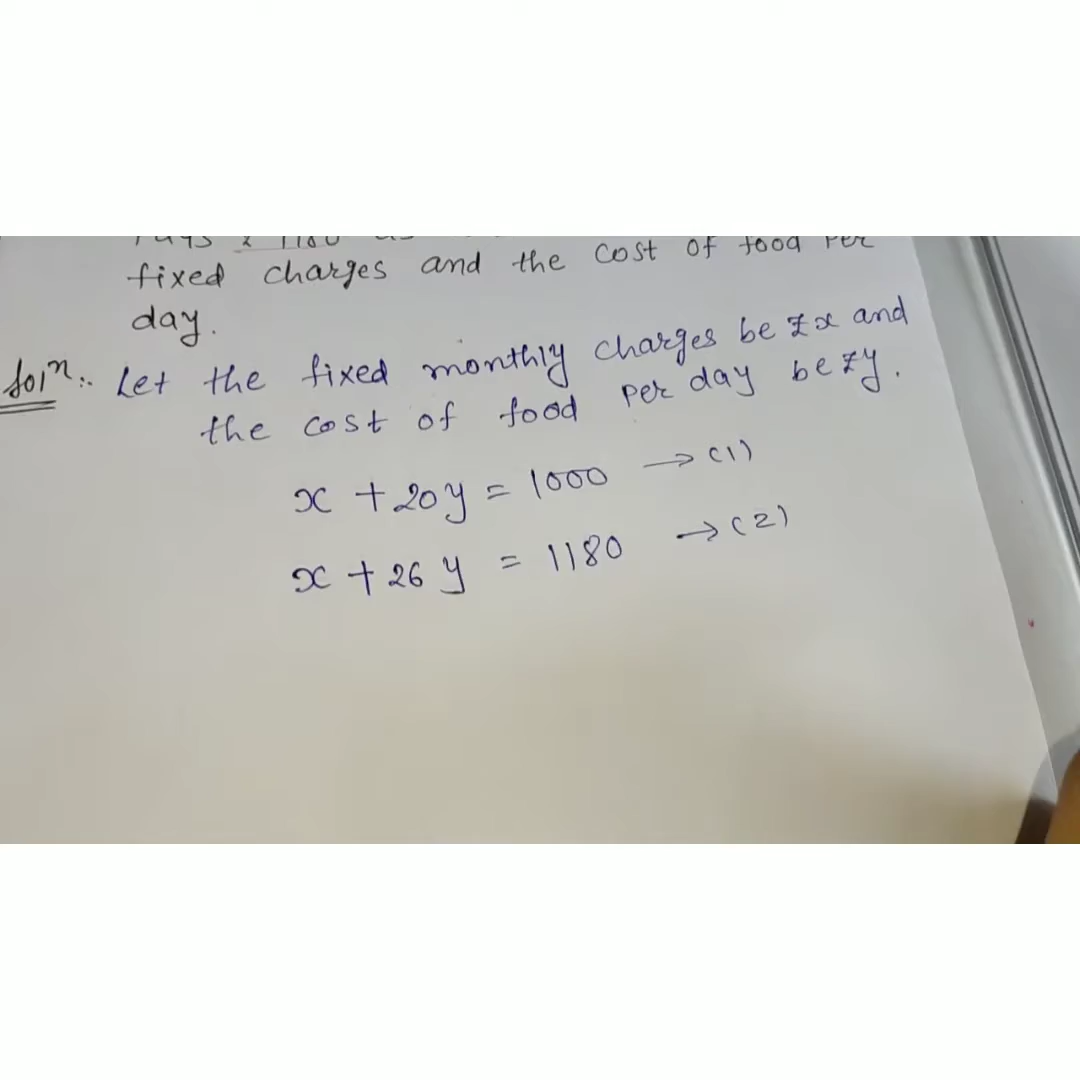 ₹ 1180
fixed charges and the cost of food per
day.
Soln:. Let the fixed monthly charges be ₹x and
the cost of food per day be ₹y.
x + 20y = 1000 → (1)
x + 26y = 1180 → (2)